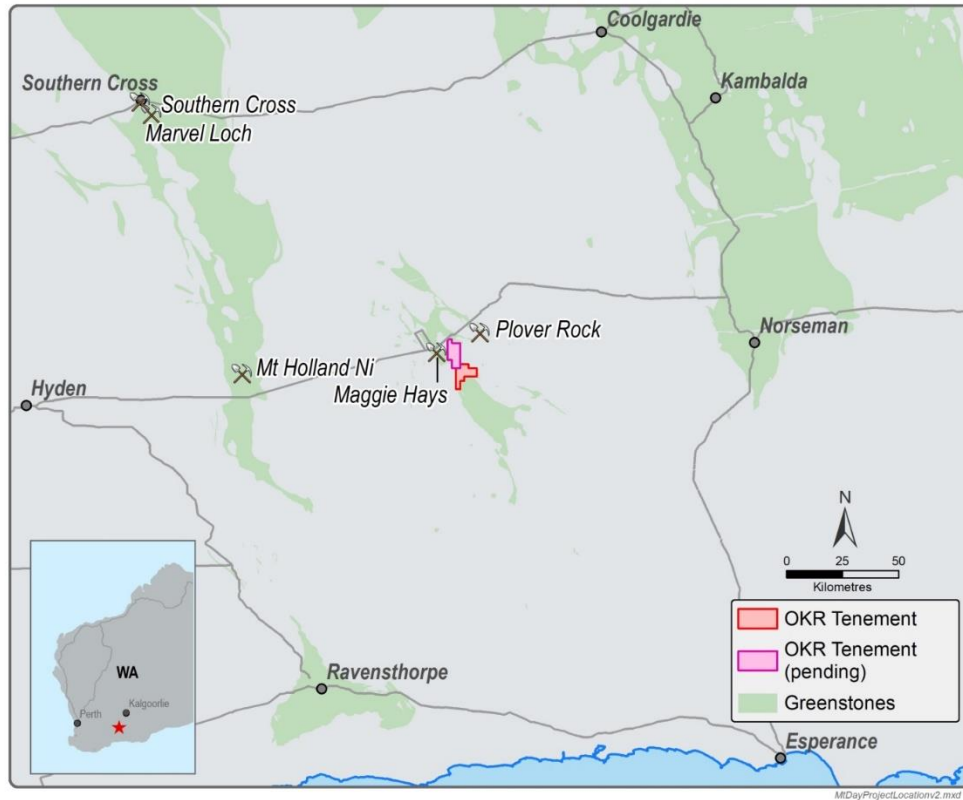 Coolgardie
Southern Cross
Kambalda
Southern Cross
Marvel Loch
Plover Rock
Norseman
Mt Holland Ni
Maggie Hays
Hyden
N
0 25 50
Kilometres
OKR Tenement
OKR Tenement
(pending)
Greenstones
WA
Kalgoorlie
Perth
Ravensthorpe
Esperance
MtDayProjectLocationv2.mxd